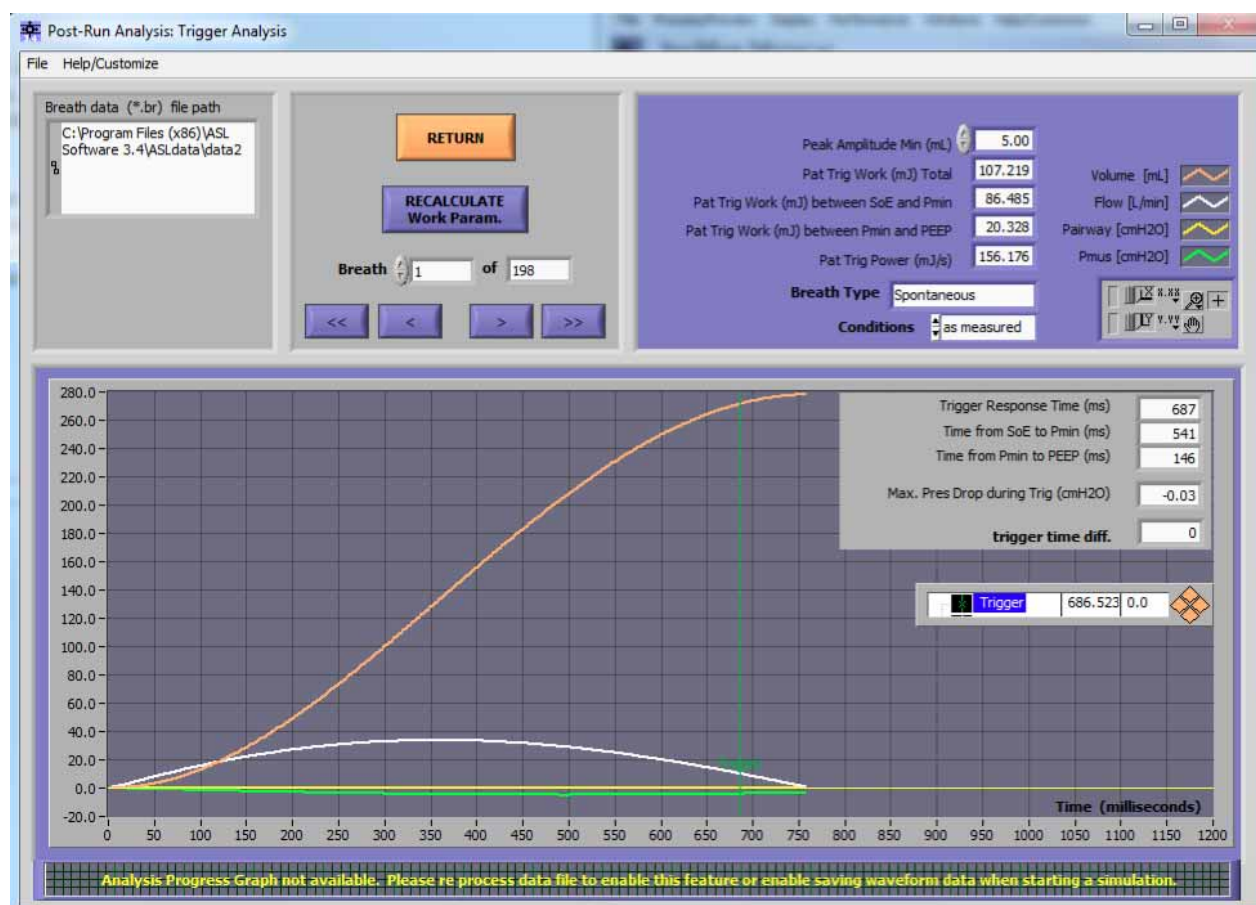 Post-Run Analysis: Trigger Analysis
File Help/Customize
Breath data (*.br) file path
C:\Program Files (x86)\ASL
Software 3.4\ASLdata\data2
RETURN
RECALCULATE
Work Param.
Breath 1 of 198
<< < > >>
Peak Amplitude Min (mL) 5.00
Pat Trig Work (mJ) Total 107.219
Pat Trig Work (mJ) between SoE and Pmin 86.485
Pat Trig Work (mJ) between Pmin and PEEP 20.328
Pat Trig Power (mJ/s) 156.176
Breath Type Spontaneous
Conditions as measured
Volume [mL]
Flow [L/min]
Pairway [cmH2O]
Pmus [cmH2O]
X.XX
Y.YY
280.0
260.0
240.0
220.0
200.0
180.0
160.0
140.0
120.0
100.0
80.0
60.0
40.0
20.0
0.0
-20.0
Trigger Response Time (ms) 687
Time from SoE to Pmin (ms) 541
Time from Pmin to PEEP (ms) 146
Max. Pres Drop during Trig (cmH2O) -0.03
trigger time diff. 0
Trigger 686.523 0.0
Time (milliseconds)
0 50 100 150 200 250 300 350 400 450 500 550 600 650 700 750 800 850 900 950 1000 1050 1100 1150 1200
Analysis Progress Graph not available. Please re process data file to enable this feature or enable saving waveform data when starting a simulation.